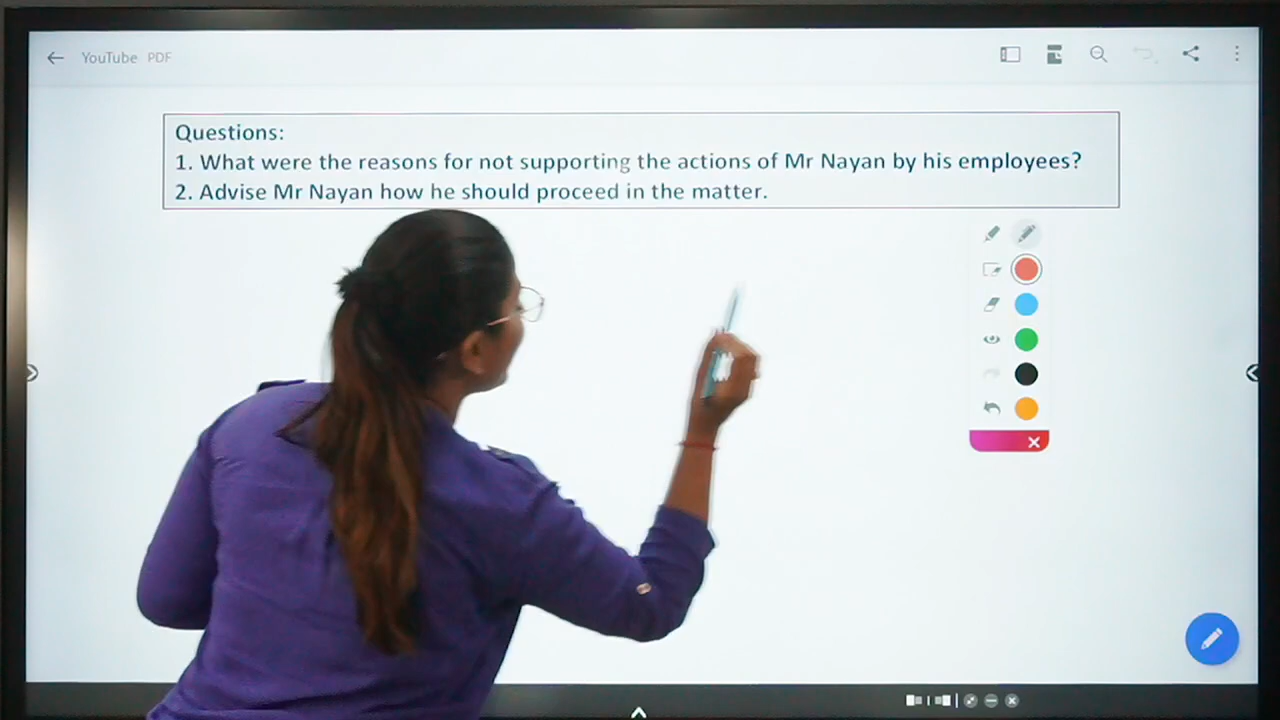 YouTube PDF
Questions:
1. What were the reasons for not supporting the actions of Mr Nayan by his employees?
2. Advise Mr Nayan how he should proceed in the matter.